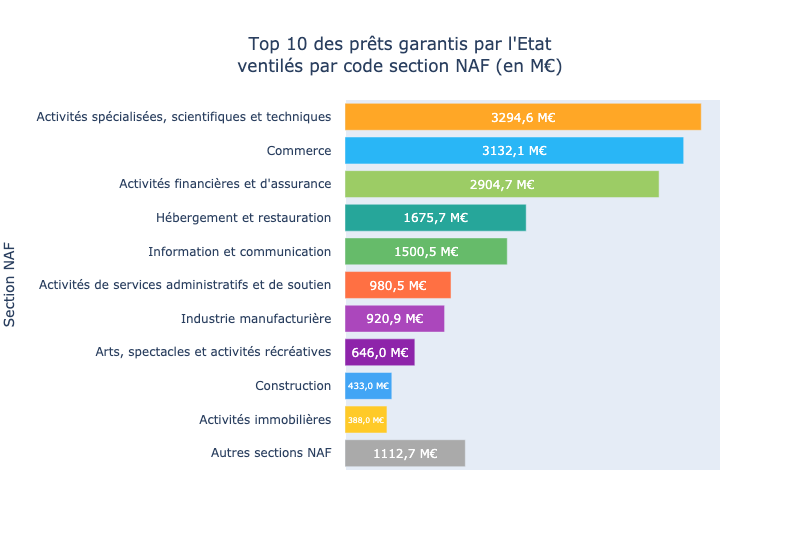 Top 10 des prêts garantis par l'Etat
ventilés par code section NAF (en M€)
Section NAF
Activités spécialisées, scientifiques et techniques 3294,6 M€
Commerce 3132,1 M€
Activités financières et d'assurance 2904,7 M€
Hébergement et restauration 1675,7 M€
Information et communication 1500,5 M€
Activités de services administratifs et de soutien 980,5 M€
Industrie manufacturière 920,9 M€
Arts, spectacles et activités récréatives 646,0 M€
Construction 433,0 M€
Activités immobilières 388,0 M€
Autres sections NAF 1112,7 M€